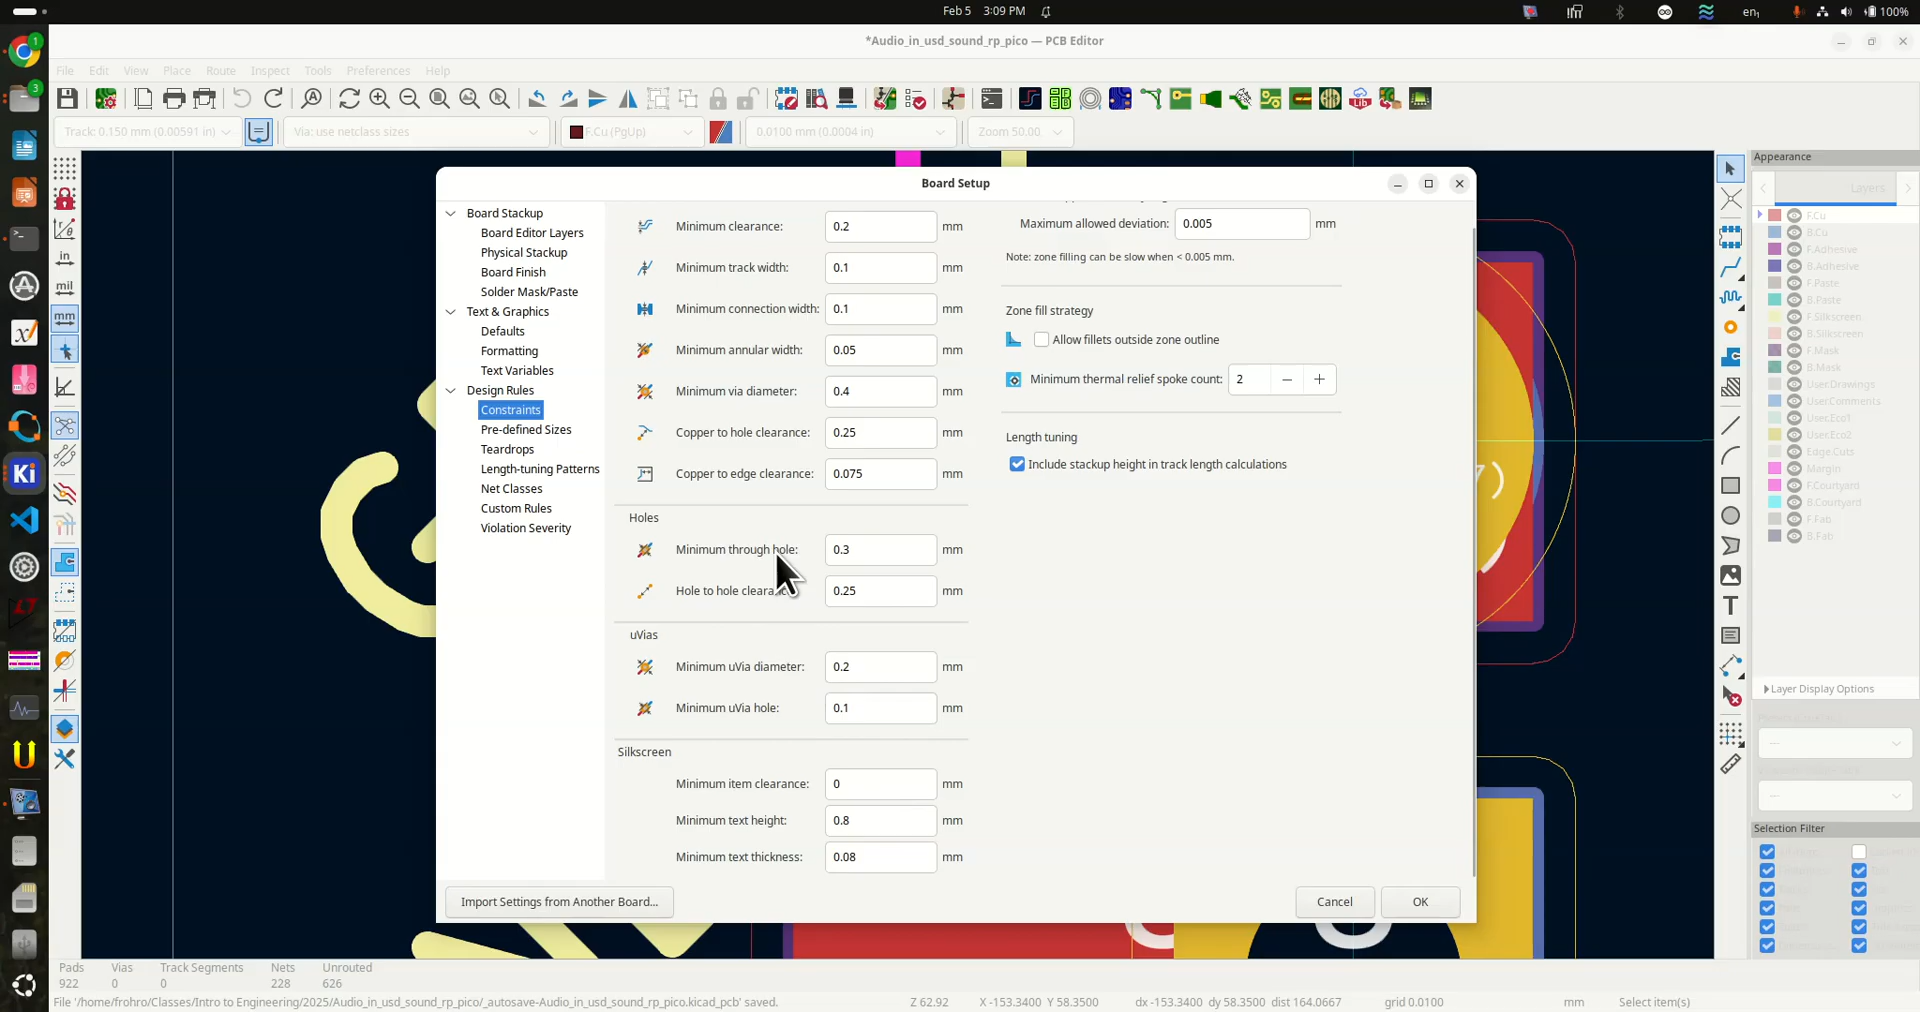 Feb 5 3:09 PM
en₁
100%
*Audio_in_usd_sound_rp_pico — PCB Editor
File Edit View Place Route Inspect Tools Preferences Help
Track: 0.150 mm (0.00591 in)
Via: use netclass sizes
F.Cu (PgUp)
0.0100 mm (0.0004 in)
Zoom 50.00
Board Setup
Board Stackup
Board Editor Layers
Physical Stackup
Board Finish
Solder Mask/Paste
Text & Graphics
Defaults
Formatting
Text Variables
Design Rules
Constraints
Pre-defined Sizes
Teardrops
Length-tuning Patterns
Net Classes
Custom Rules
Violation Severity
Minimum clearance: 0.2 mm
Minimum track width: 0.1 mm
Minimum connection width: 0.1 mm
Minimum annular width: 0.05 mm
Minimum via diameter: 0.4 mm
Copper to hole clearance: 0.25 mm
Copper to edge clearance: 0.075 mm
Holes
Minimum through hole: 0.3 mm
Hole to hole 0.25 mm
uVias
Minimum uVia diameter: 0.2 mm
Minimum uVia hole: 0.1 mm
Silkscreen
Minimum item clearance: 0 mm
Minimum text height: 0.8 mm
Minimum text thickness: 0.08 mm
Maximum allowed deviation: 0.005 mm
Note: zone filling can be slow when < 0.005 mm.
Zone fill strategy
Allow fillets outside zone outline
Minimum thermal relief spoke count: 2
Length tuning
Include stackup height in track length calculations
Import Settings from Another Board...
Cancel
OK
in
mil
mm
Appearance
Layers
F.Cu
B.Cu
F.Adhesive
B.Adhesive
F.Paste
B.Paste
F.Silkscreen
B.Silkscreen
F.Mask
B.Mask
User.Drawings
User.Comments
User.Eco1
User.Eco2
Edge.Cuts
Margin
F.Courtyard
B.Courtyard
F.Fab
B.Fab
Layer Display Options
Selection Filter
Pads Vias Track Segments Nets Unrouted
922 0 0 228 626
File '/home/frohro/Classes/Intro to Engineering/2025/Audio_in_usd_sound_rp_pico/_autosave-Audio_in_usd_sound_rp_pico.kicad_pcb' saved.
Z 62.92
X -153.3400 Y 58.3500
dx -153.3400 dy 58.3500 dist 164.0667
grid 0.0100
mm
Select item(s)